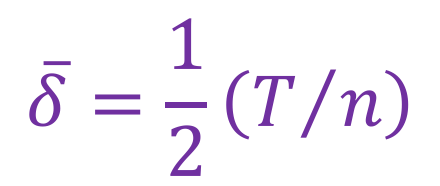 δ̄ = 1/2 (T/n)